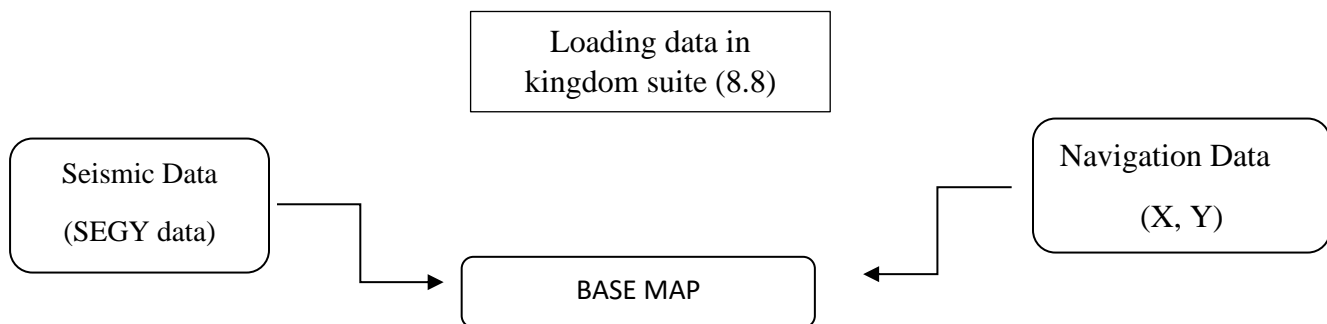 Loading data in
kingdom suite (8.8)
Seismic Data
(SEGY data)
Navigation Data
(X, Y)
BASE MAP